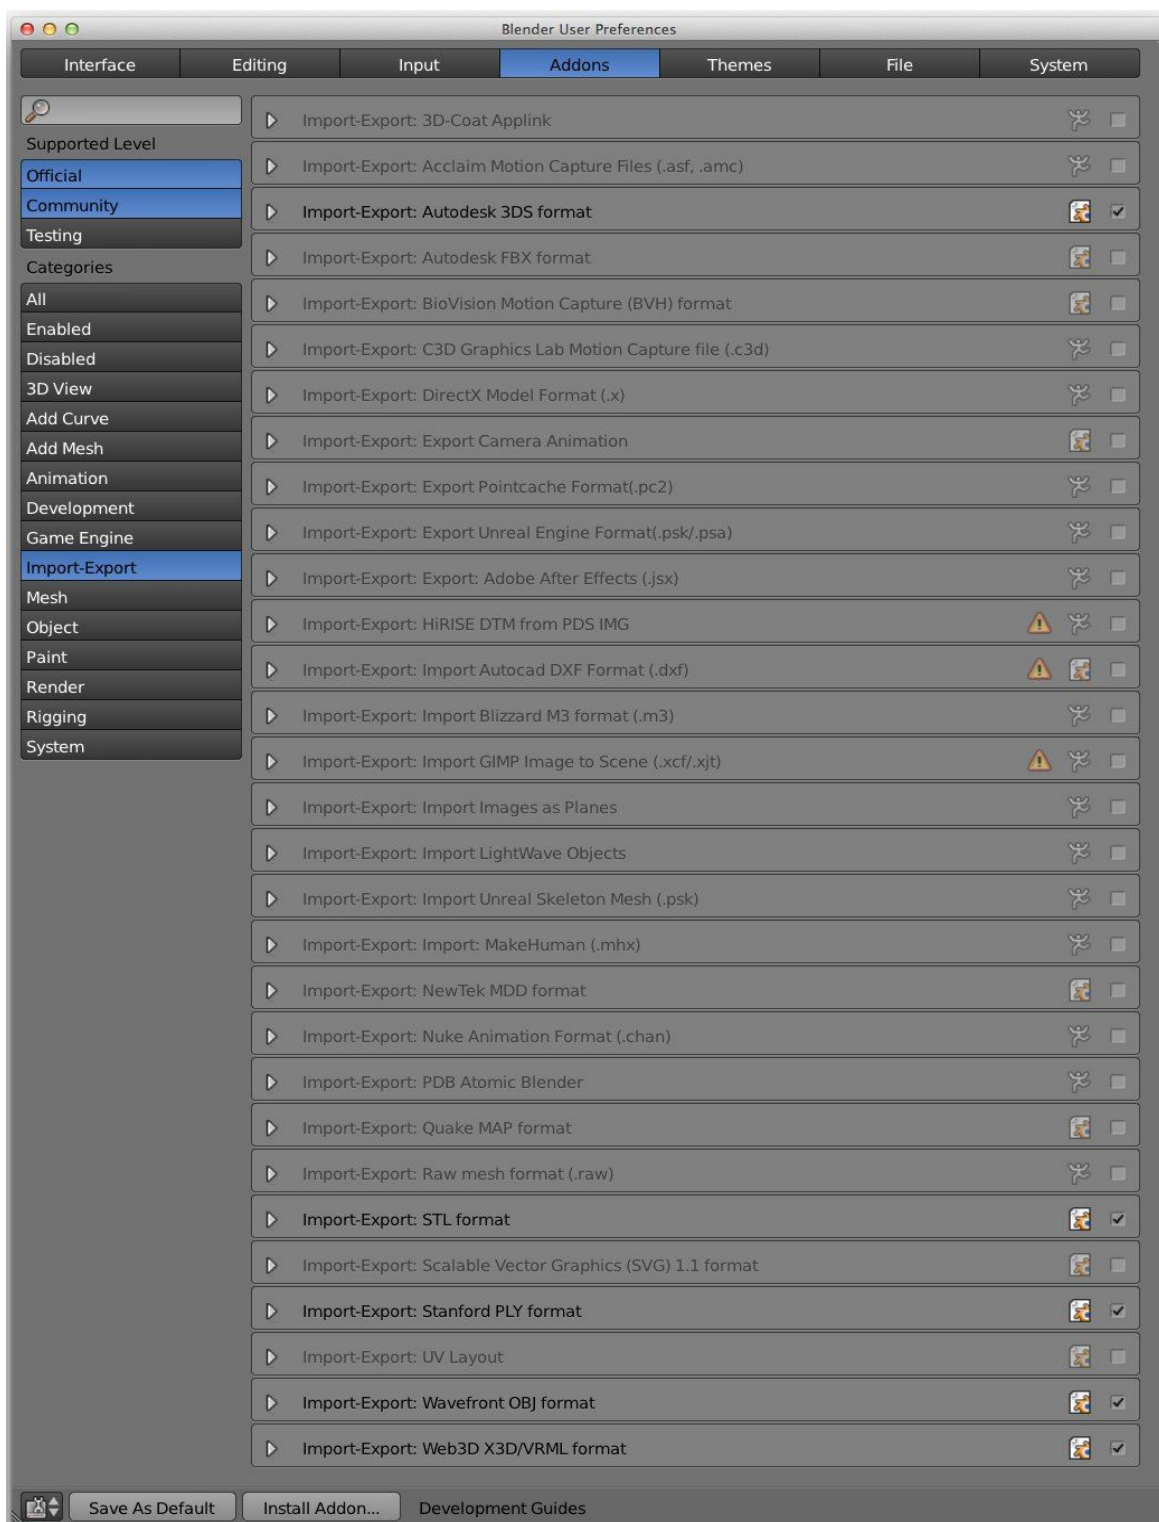 Blender User Preferences
Interface Editing Input Addons Themes File System
Supported Level
Official
Community
Testing
Categories
All
Enabled
Disabled
3D View
Add Curve
Add Mesh
Animation
Development
Game Engine
Import-Export
Mesh
Object
Paint
Render
Rigging
System
Import-Export: 3D-Coat Applink
Import-Export: Acclaim Motion Capture Files (.asf, .amc)
Import-Export: Autodesk 3DS format
Import-Export: Autodesk FBX format
Import-Export: BioVision Motion Capture (BVH) format
Import-Export: C3D Graphics Lab Motion Capture file (.c3d)
Import-Export: DirectX Model Format (.x)
Import-Export: Export Camera Animation
Import-Export: Export Pointcache Format(.pc2)
Import-Export: Export Unreal Engine Format(.psk/.psa)
Import-Export: Export: Adobe After Effects (.jsx)
Import-Export: HiRISE DTM from PDS IMG
Import-Export: Import Autocad DXF Format (.dxf)
Import-Export: Import Blizzard M3 format (.m3)
Import-Export: Import GIMP Image to Scene (.xcf/.xjt)
Import-Export: Import Images as Planes
Import-Export: Import LightWave Objects
Import-Export: Import Unreal Skeleton Mesh (.psk)
Import-Export: Import: MakeHuman (.mhx)
Import-Export: NewTek MDD format
Import-Export: Nuke Animation Format (.chan)
Import-Export: PDB Atomic Blender
Import-Export: Quake MAP format
Import-Export: Raw mesh format (.raw)
Import-Export: STL format
Import-Export: Scalable Vector Graphics (SVG) 1.1 format
Import-Export: Stanford PLY format
Import-Export: UV Layout
Import-Export: Wavefront OBJ format
Import-Export: Web3D X3D/VRML format
Save As Default Install Addon... Development Guides